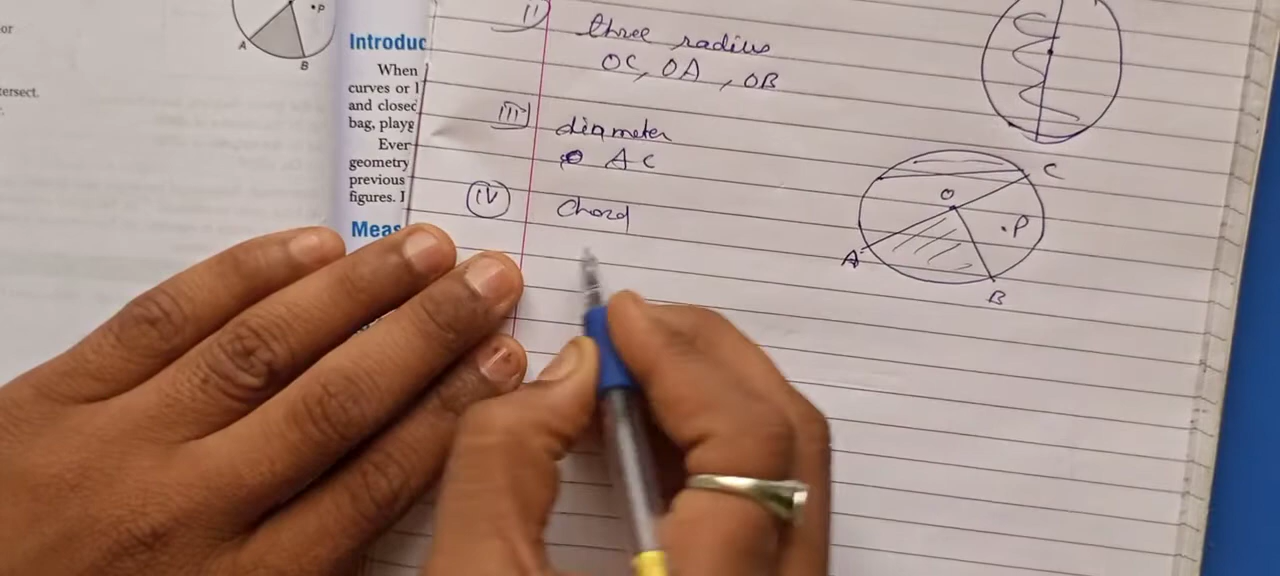 or
tersect.
A
B
P
Introduc
When
curves or l
and closed
bag, playg
Ever
geometry
previous
figures. I
Meas
II
three radius
OC, OA, OB
III
diameter
AC
IV
Chord
O
C
P
A
B